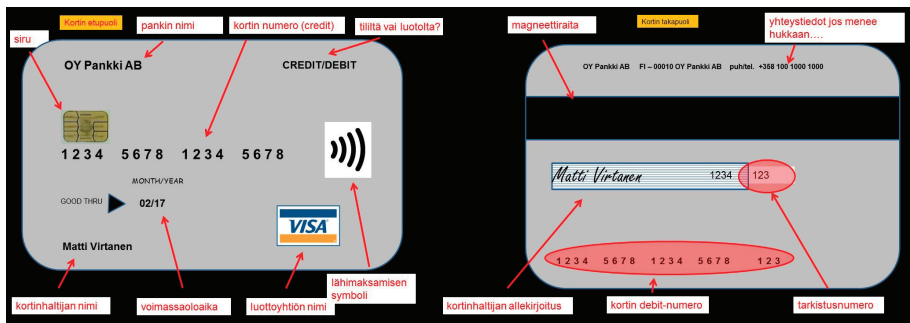 Kortin etupuoli
pankin nimi
kortin numero (credit)
tililtä vai luotolta?
siru
OY Pankki AB
CREDIT/DEBIT
1234 5678 1234 5678
MONTH/YEAR
GOOD THRU
02/17
VISA
Matti Virtanen
kortinhaltijan nimi
voimassaoloaika
luottoyhtiön nimi
lähimaksamisen
symboli
magneettiraita
Kortin takapuoli
yhteystiedot jos menee
hukkaan….
OY Pankki AB FI – 00010 OY Pankki AB puh/tel. +358 100 1000 1000
Matti Virtanen 1234 123
1234 5678 1234 5678 123
kortinhaltijan allekirjoitus
kortin debit-numero
tarkistusnumero